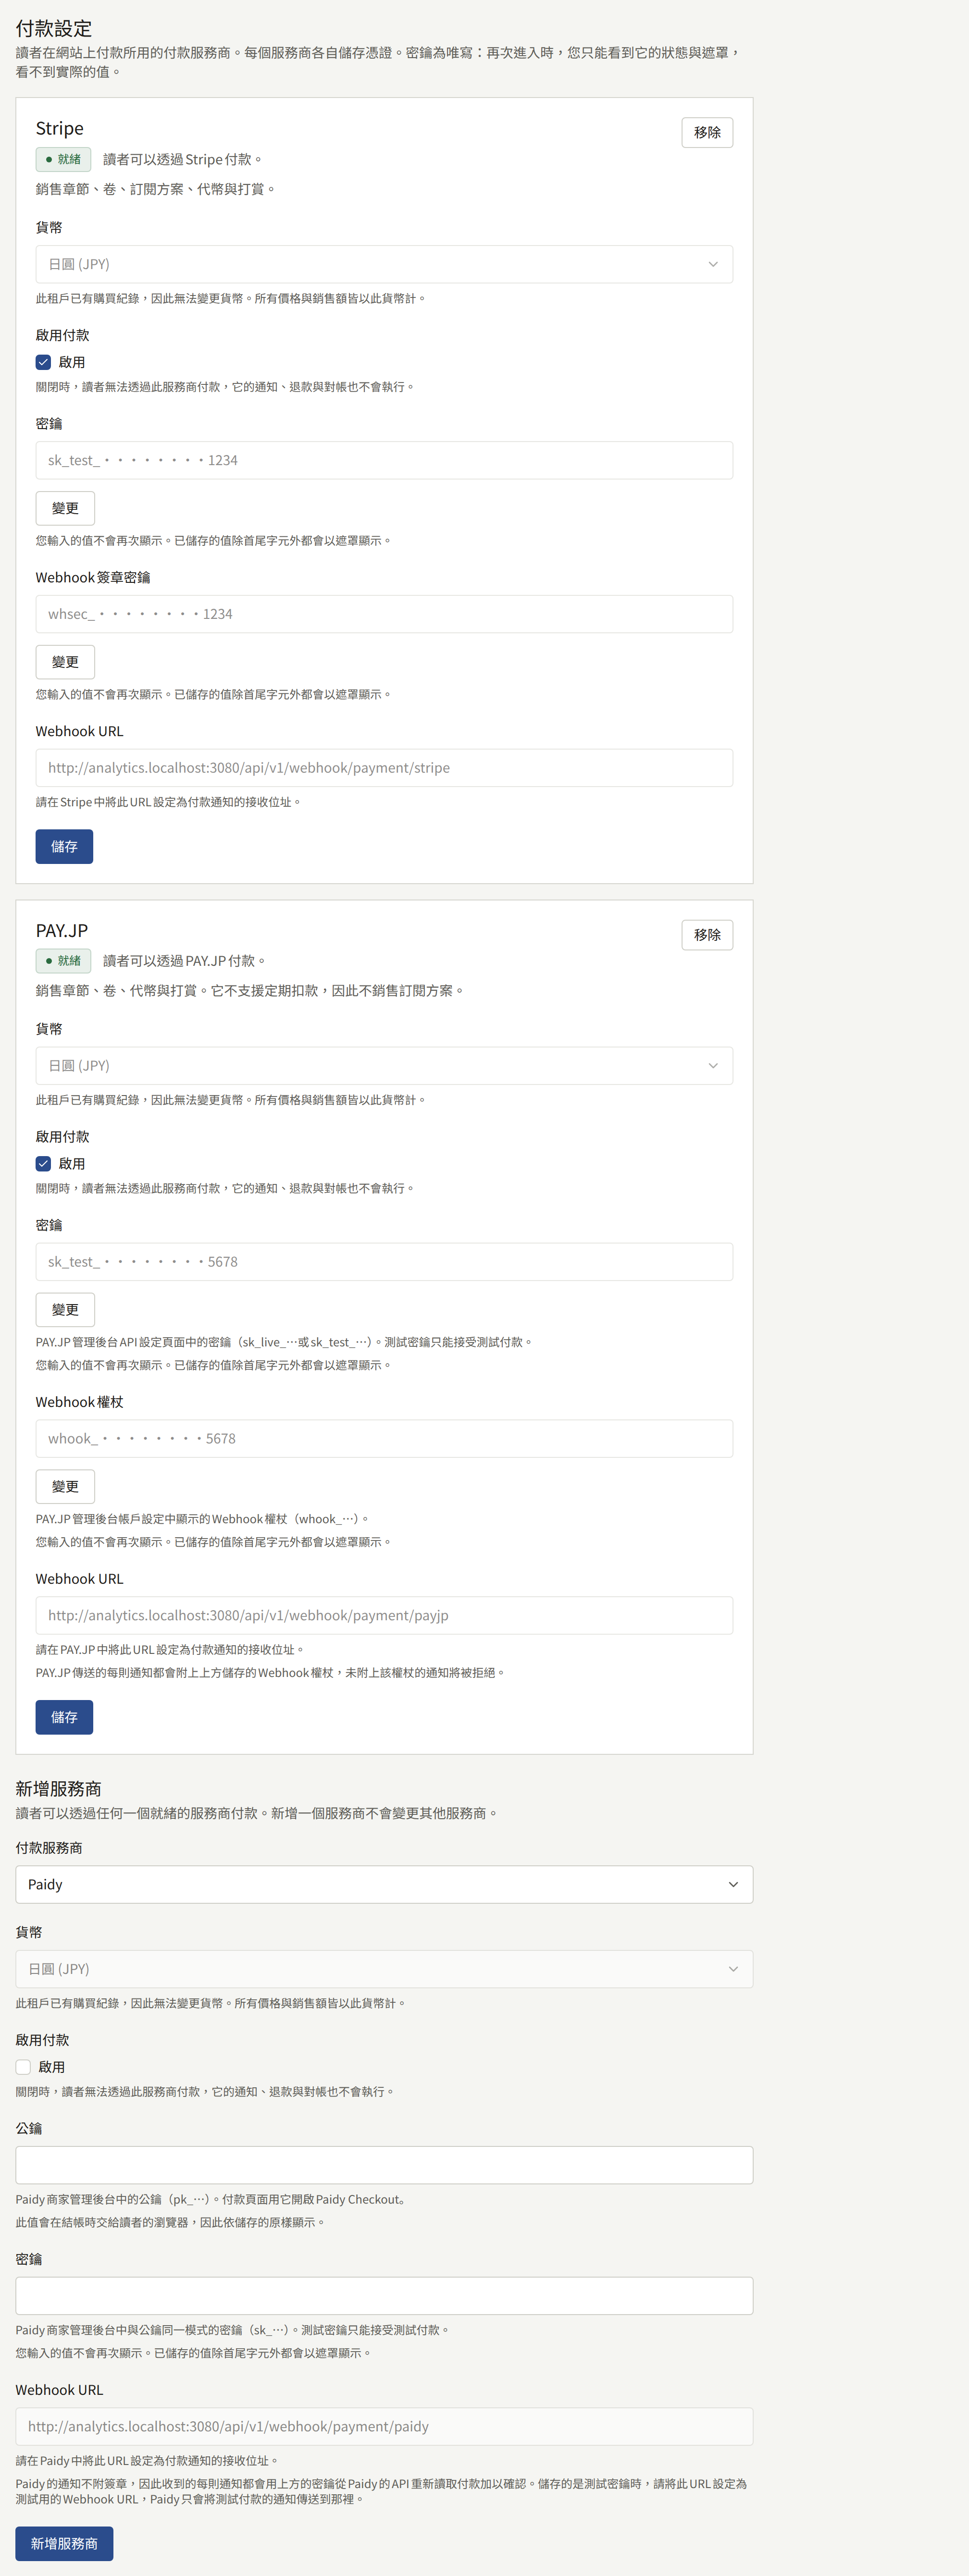 付款設定
讀者在網站上付款所用的付款服務商。每個服務商各自儲存憑證。密鑰為唯寫：再次進入時，您只能看到它的狀態與遮罩，
看不到實際的值。
Stripe
移除
就緒 讀者可以透過 Stripe 付款。
銷售章節、卷、訂閱方案、代幣與打賞。
貨幣
日圓 (JPY)
此租戶已有購買紀錄，因此無法變更貨幣。所有價格與銷售額皆以此貨幣計。
啟用付款
啟用
關閉時，讀者無法透過此服務商付款，它的通知、退款與對帳也不會執行。
密鑰
sk_test_・・・・・・・・1234
變更
您輸入的值不會再次顯示。已儲存的值除首尾字元外都會以遮罩顯示。
Webhook 簽章密鑰
whsec_・・・・・・・・1234
變更
您輸入的值不會再次顯示。已儲存的值除首尾字元外都會以遮罩顯示。
Webhook URL
http://analytics.localhost:3080/api/v1/webhook/payment/stripe
請在 Stripe 中將此 URL 設定為付款通知的接收位址。
儲存
PAY.JP
移除
就緒 讀者可以透過 PAY.JP 付款。
銷售章節、卷、代幣與打賞。它不支援定期扣款，因此不銷售訂閱方案。
貨幣
日圓 (JPY)
此租戶已有購買紀錄，因此無法變更貨幣。所有價格與銷售額皆以此貨幣計。
啟用付款
啟用
關閉時，讀者無法透過此服務商付款，它的通知、退款與對帳也不會執行。
密鑰
sk_test_・・・・・・・・5678
變更
PAY.JP 管理後台 API 設定頁面中的密鑰（sk_live_…或 sk_test_…）。測試密鑰只能接受測試付款。
您輸入的值不會再次顯示。已儲存的值除首尾字元外都會以遮罩顯示。
Webhook 權杖
whook_・・・・・・・・5678
變更
PAY.JP 管理後台帳戶設定中顯示的 Webhook 權杖（whook_…）。
您輸入的值不會再次顯示。已儲存的值除首尾字元外都會以遮罩顯示。
Webhook URL
http://analytics.localhost:3080/api/v1/webhook/payment/payjp
請在 PAY.JP 中將此 URL 設定為付款通知的接收位址。
PAY.JP 傳送的每則通知都會附上上方儲存的 Webhook 權杖，未附上該權杖的通知將被拒絕。
儲存
新增服務商
讀者可以透過任何一個就緒的服務商付款。新增一個服務商不會變更其他服務商。
付款服務商
Paidy
貨幣
日圓 (JPY)
此租戶已有購買紀錄，因此無法變更貨幣。所有價格與銷售額皆以此貨幣計。
啟用付款
啟用
關閉時，讀者無法透過此服務商付款，它的通知、退款與對帳也不會執行。
公鑰
Paidy 商家管理後台中的公鑰（pk_…）。付款頁面用它開啟 Paidy Checkout。
此值會在結帳時交給讀者的瀏覽器，因此依儲存的原樣顯示。
密鑰
Paidy 商家管理後台中與公鑰同一模式的密鑰（sk_…）。測試密鑰只能接受測試付款。
您輸入的值不會再次顯示。已儲存的值除首尾字元外都會以遮罩顯示。
Webhook URL
http://analytics.localhost:3080/api/v1/webhook/payment/paidy
請在 Paidy 中將此 URL 設定為付款通知的接收位址。
Paidy 的通知不附簽章，因此收到的每則通知都會用上方的密鑰從 Paidy 的 API 重新讀取付款加以確認。儲存的是測試密鑰時，請將此 URL 設定為
測試用的 Webhook URL，Paidy 只會將測試付款的通知傳送到那裡。
新增服務商